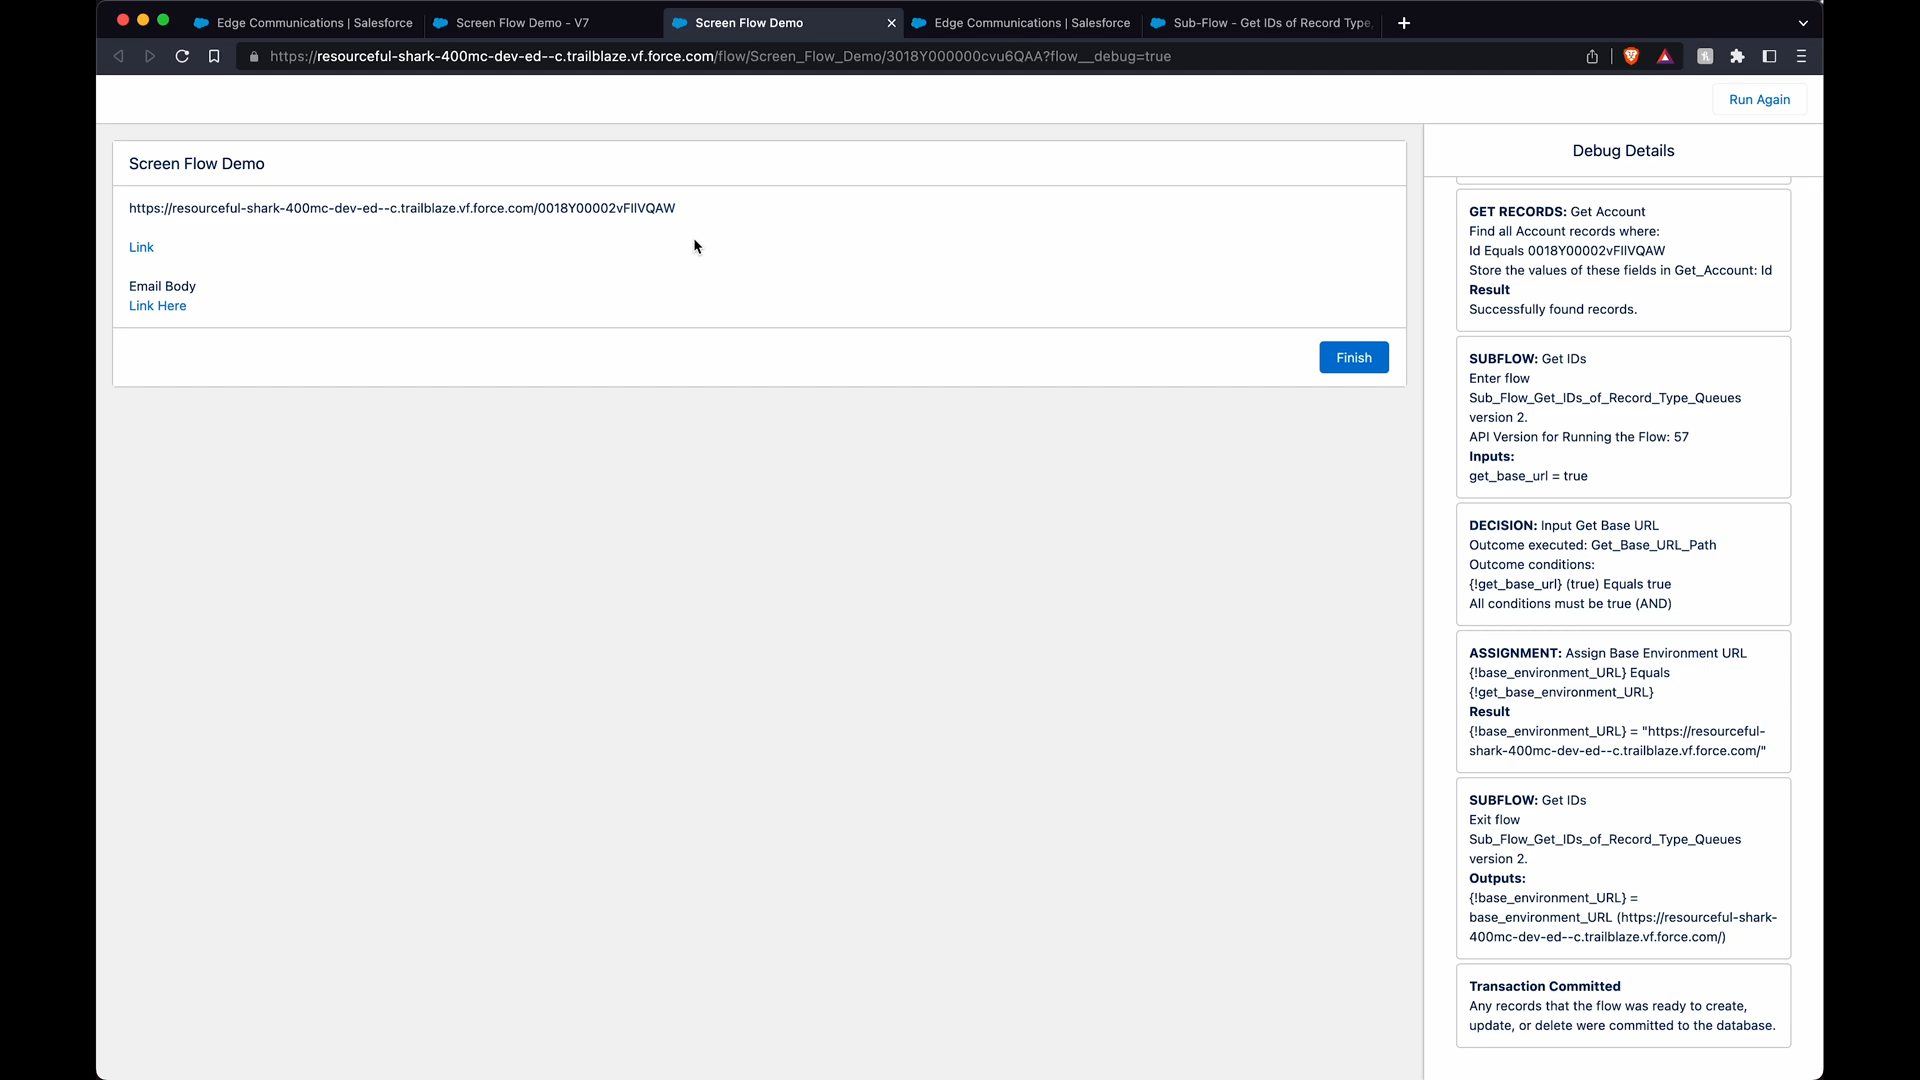 Edge Communications | Salesforce
Screen Flow Demo - V7
Screen Flow Demo
Edge Communications | Salesforce
Sub-Flow - Get IDs of Record Type
https://resourceful-shark-400mc-dev-ed--c.trailblaze.vf.force.com/flow/Screen_Flow_Demo/3018Y000000cvu6QAA?flow__debug=true
Run Again
Screen Flow Demo
https://resourceful-shark-400mc-dev-ed--c.trailblaze.vf.force.com/0018Y00002vFIIVQAW
Link
Email Body
Link Here
Finish
Debug Details
GET RECORDS: Get Account
Find all Account records where:
Id Equals 0018Y00002vFIIVQAW
Store the values of these fields in Get_Account: Id
Result
Successfully found records.
SUBFLOW: Get IDs
Enter flow
Sub_Flow_Get_IDs_of_Record_Type_Queues
version 2.
API Version for Running the Flow: 57
Inputs:
get_base_url = true
DECISION: Input Get Base URL
Outcome executed: Get_Base_URL_Path
Outcome conditions:
{!get_base_url} (true) Equals true
All conditions must be true (AND)
ASSIGNMENT: Assign Base Environment URL
{!base_environment_URL} Equals
{!get_base_environment_URL}
Result
{!base_environment_URL} = "https://resourceful-
shark-400mc-dev-ed--c.trailblaze.vf.force.com/"
SUBFLOW: Get IDs
Exit flow
Sub_Flow_Get_IDs_of_Record_Type_Queues
version 2.
Outputs:
{!base_environment_URL} =
base_environment_URL (https://resourceful-shark-
400mc-dev-ed--c.trailblaze.vf.force.com/)
Transaction Committed
Any records that the flow was ready to create,
update, or delete were committed to the database.